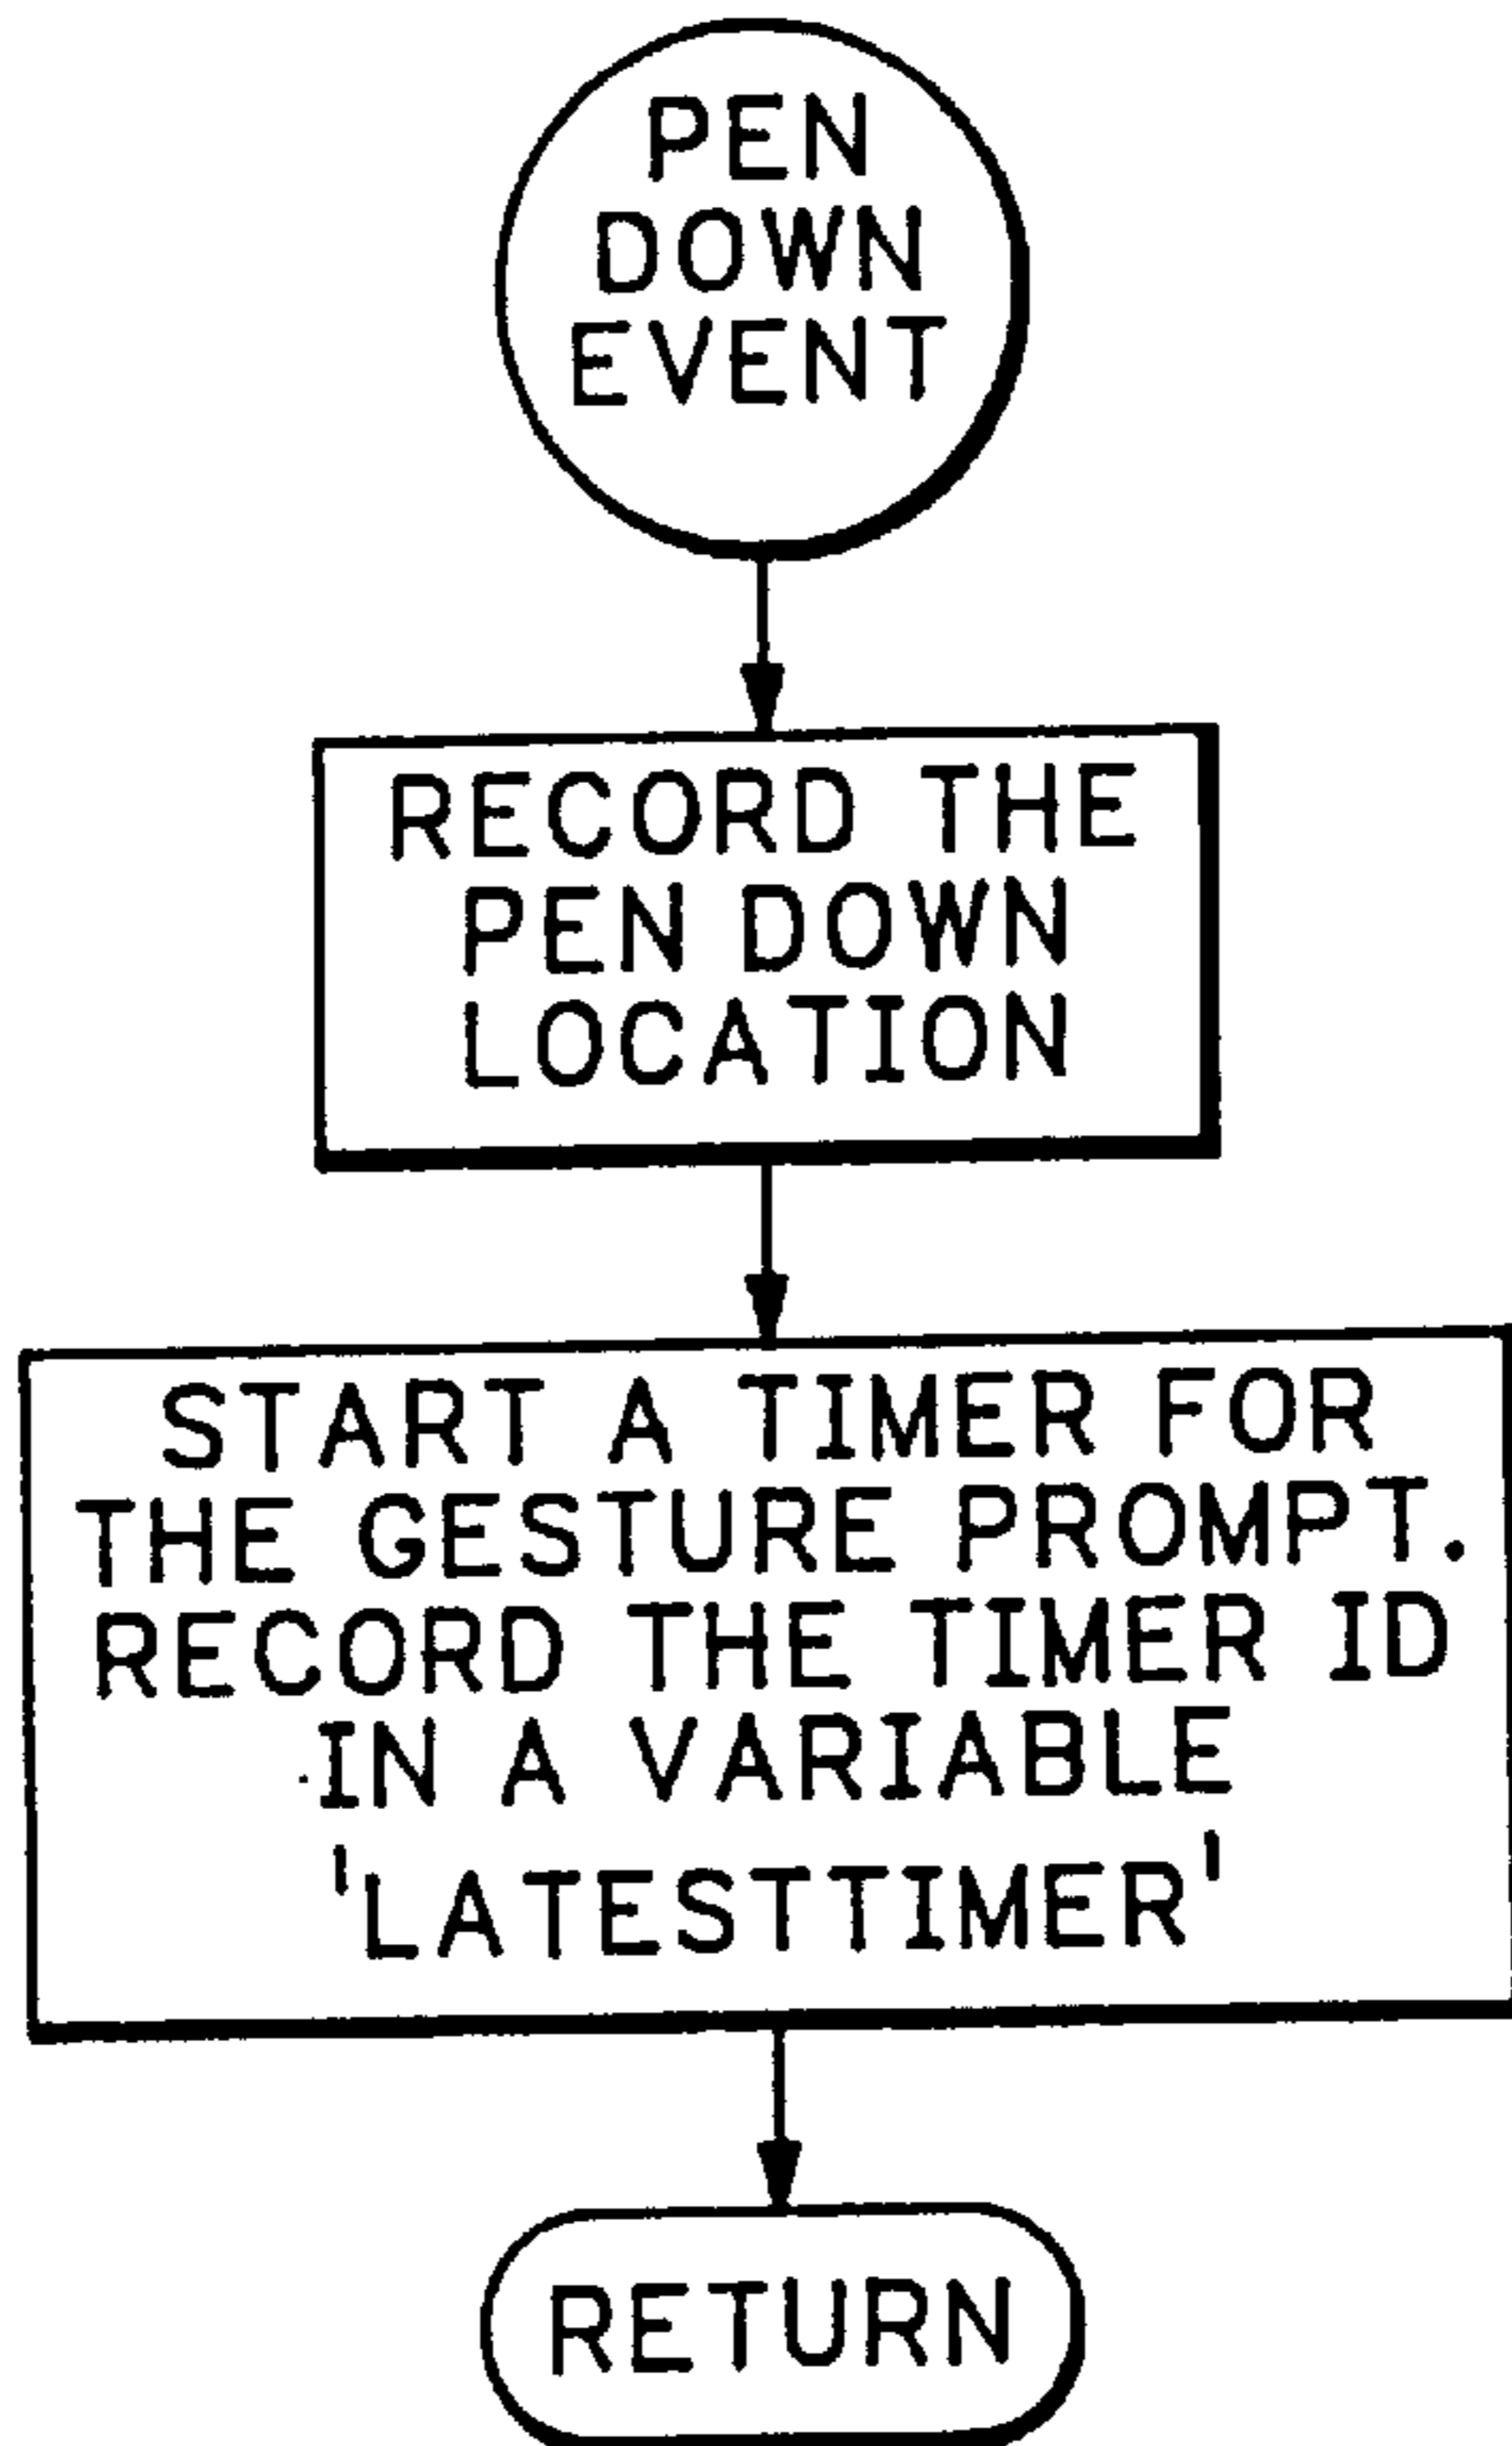 PEN
DOWN
EVENT
RECORD THE
PEN DOWN
LOCATION
START A TIMER FOR
THE GESTURE PROMPT.
RECORD THE TIMER ID
IN A VARIABLE
'LATESTTIMER'
RETURN